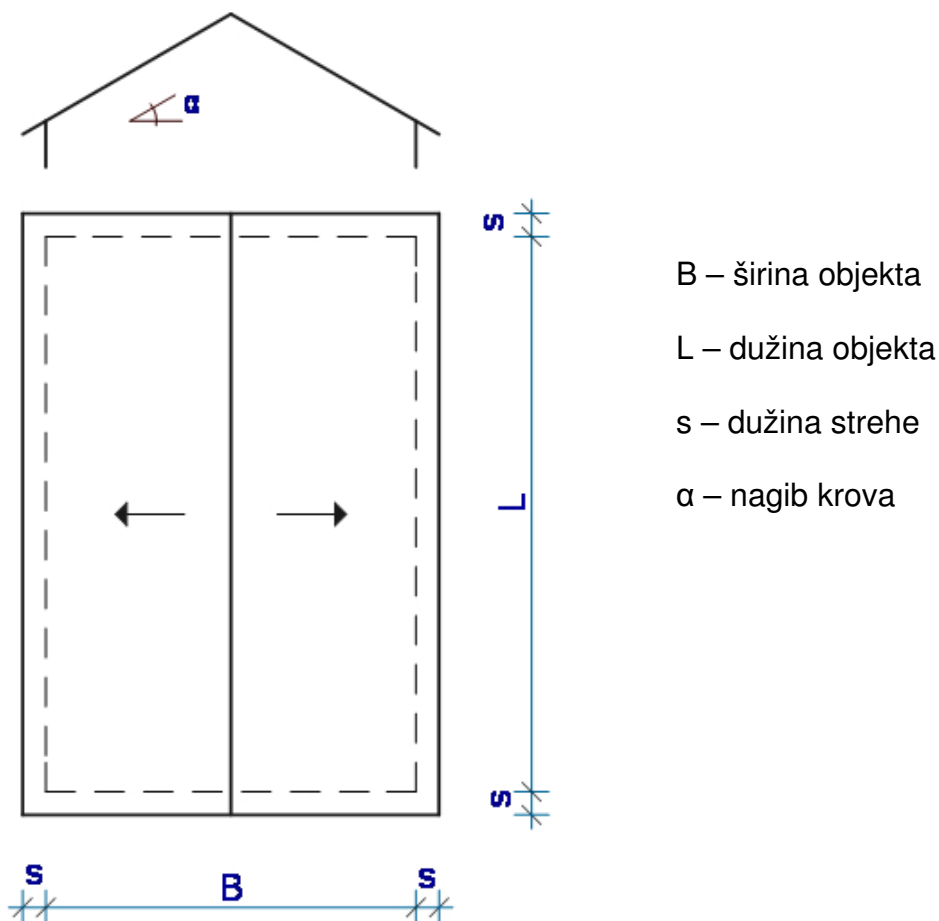 α
s
B – širina objekta
L – dužina objekta
s – dužina strehe
α – nagib krova
L
s
s B s